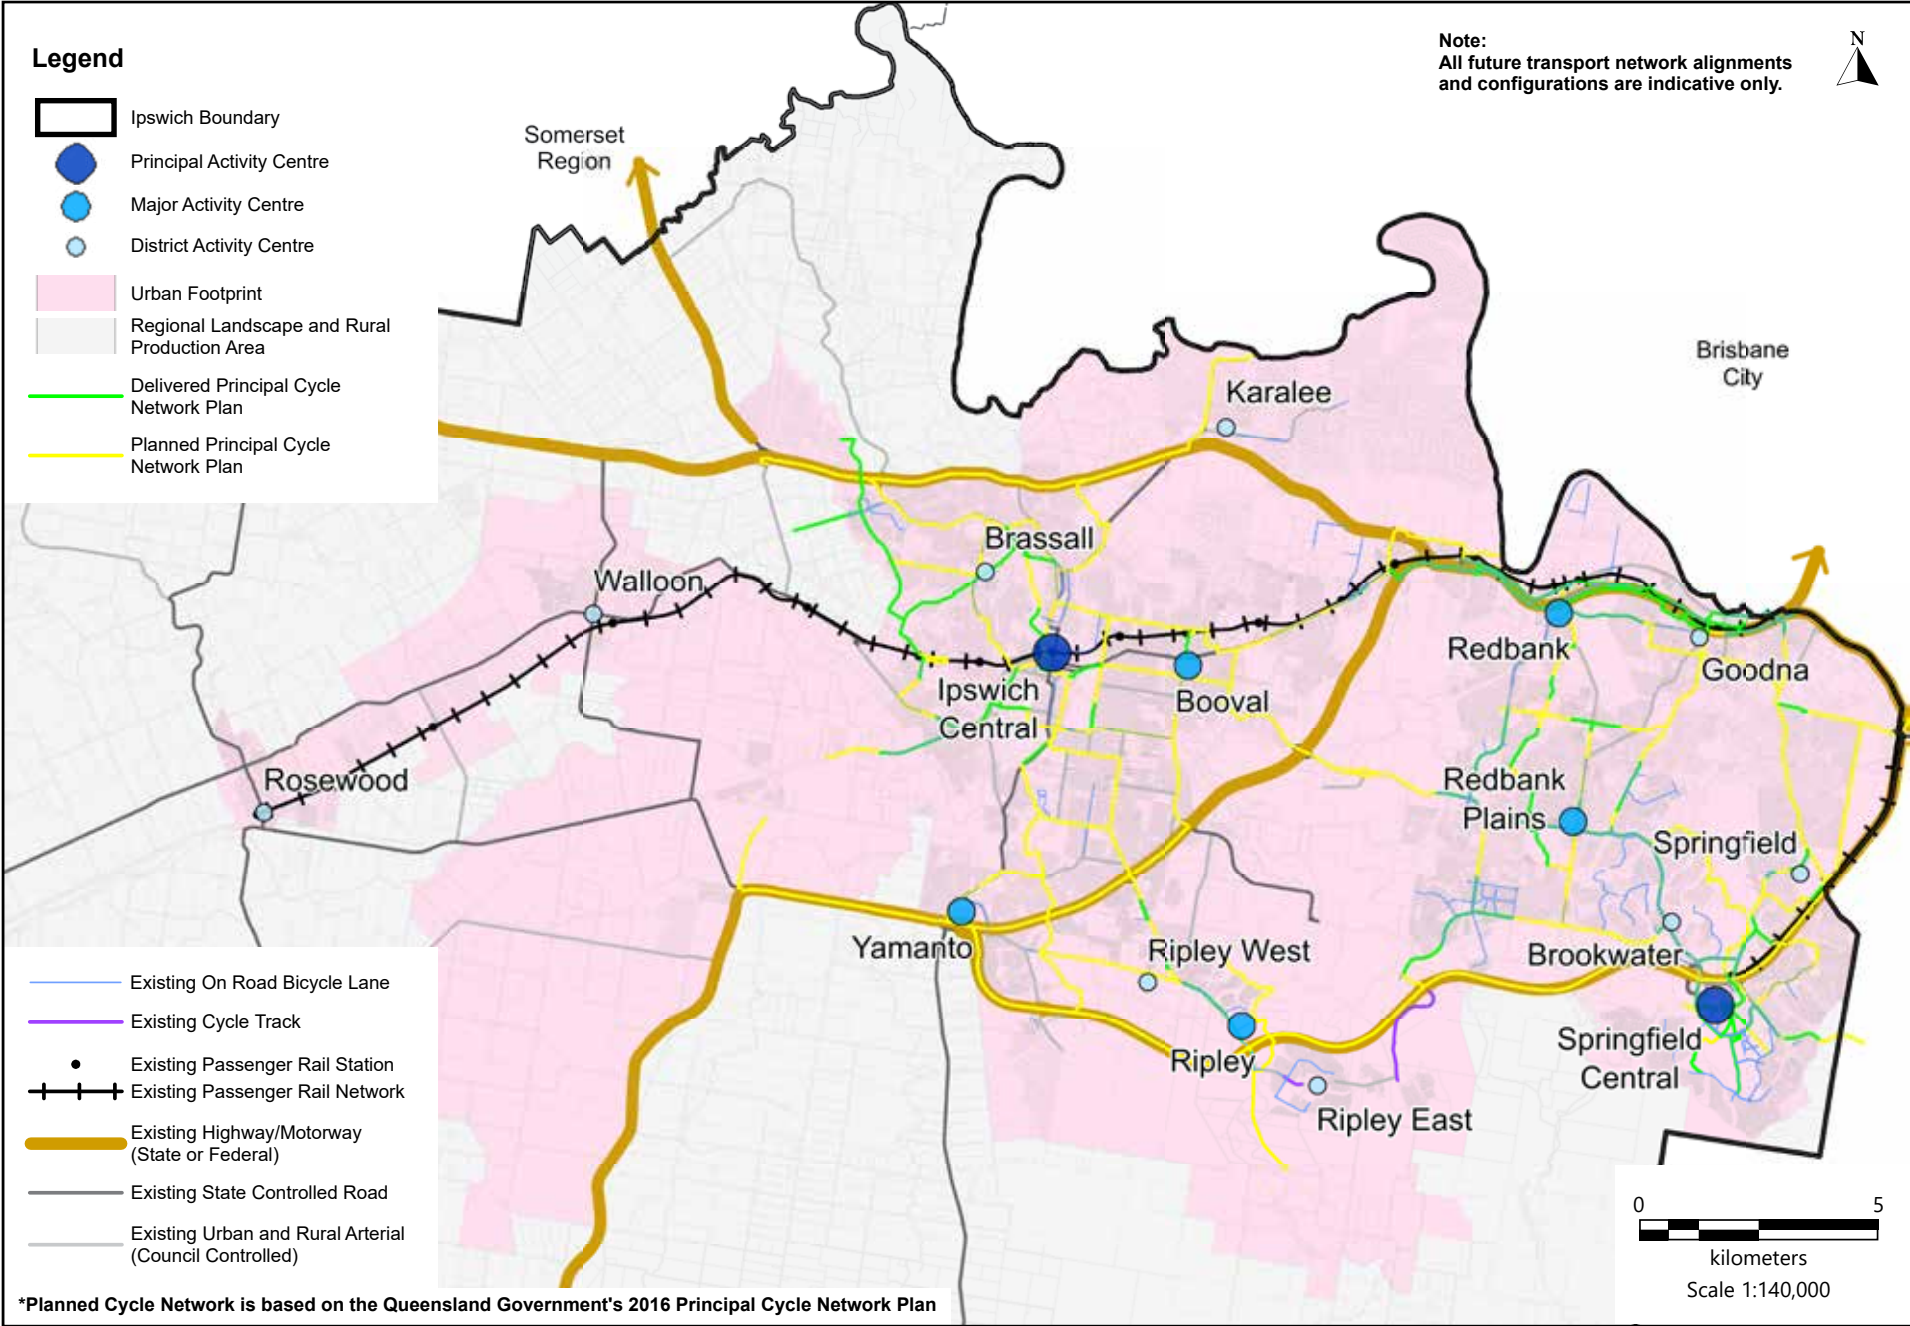 Legend
Ipswich Boundary
Principal Activity Centre
Major Activity Centre
District Activity Centre
Urban Footprint
Regional Landscape and Rural
Production Area
Delivered Principal Cycle
Network Plan
Planned Principal Cycle
Network Plan
Note:
All future transport network alignments
and configurations are indicative only.
N
Somerset
Region
Brisbane
City
Karalee
Brassall
Walloon
Redbank
Goodna
Ipswich
Central
Booval
Rosewood
Redbank
Plains
Springfield
Yamanto
Ripley West
Brookwater
Ripley
Springfield
Central
Ripley East
Existing On Road Bicycle Lane
Existing Cycle Track
Existing Passenger Rail Station
Existing Passenger Rail Network
Existing Highway/Motorway
(State or Federal)
Existing State Controlled Road
Existing Urban and Rural Arterial
(Council Controlled)
0 5
kilometers
Scale 1:140,000
*Planned Cycle Network is based on the Queensland Government's 2016 Principal Cycle Network Plan